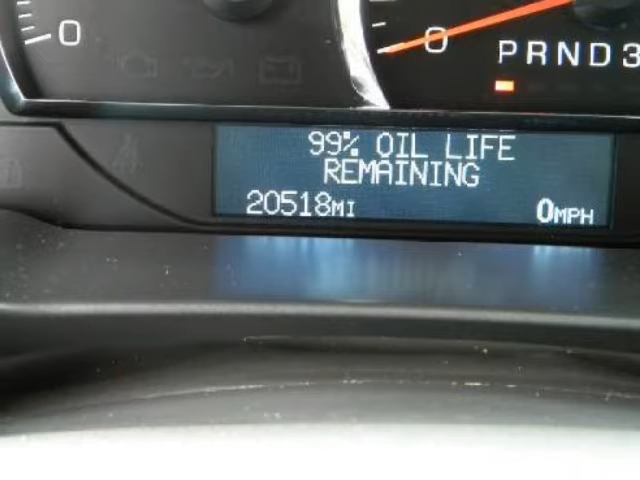 0
0
PRND3
99% OIL LIFE
REMAINING
20518MI 0MPH